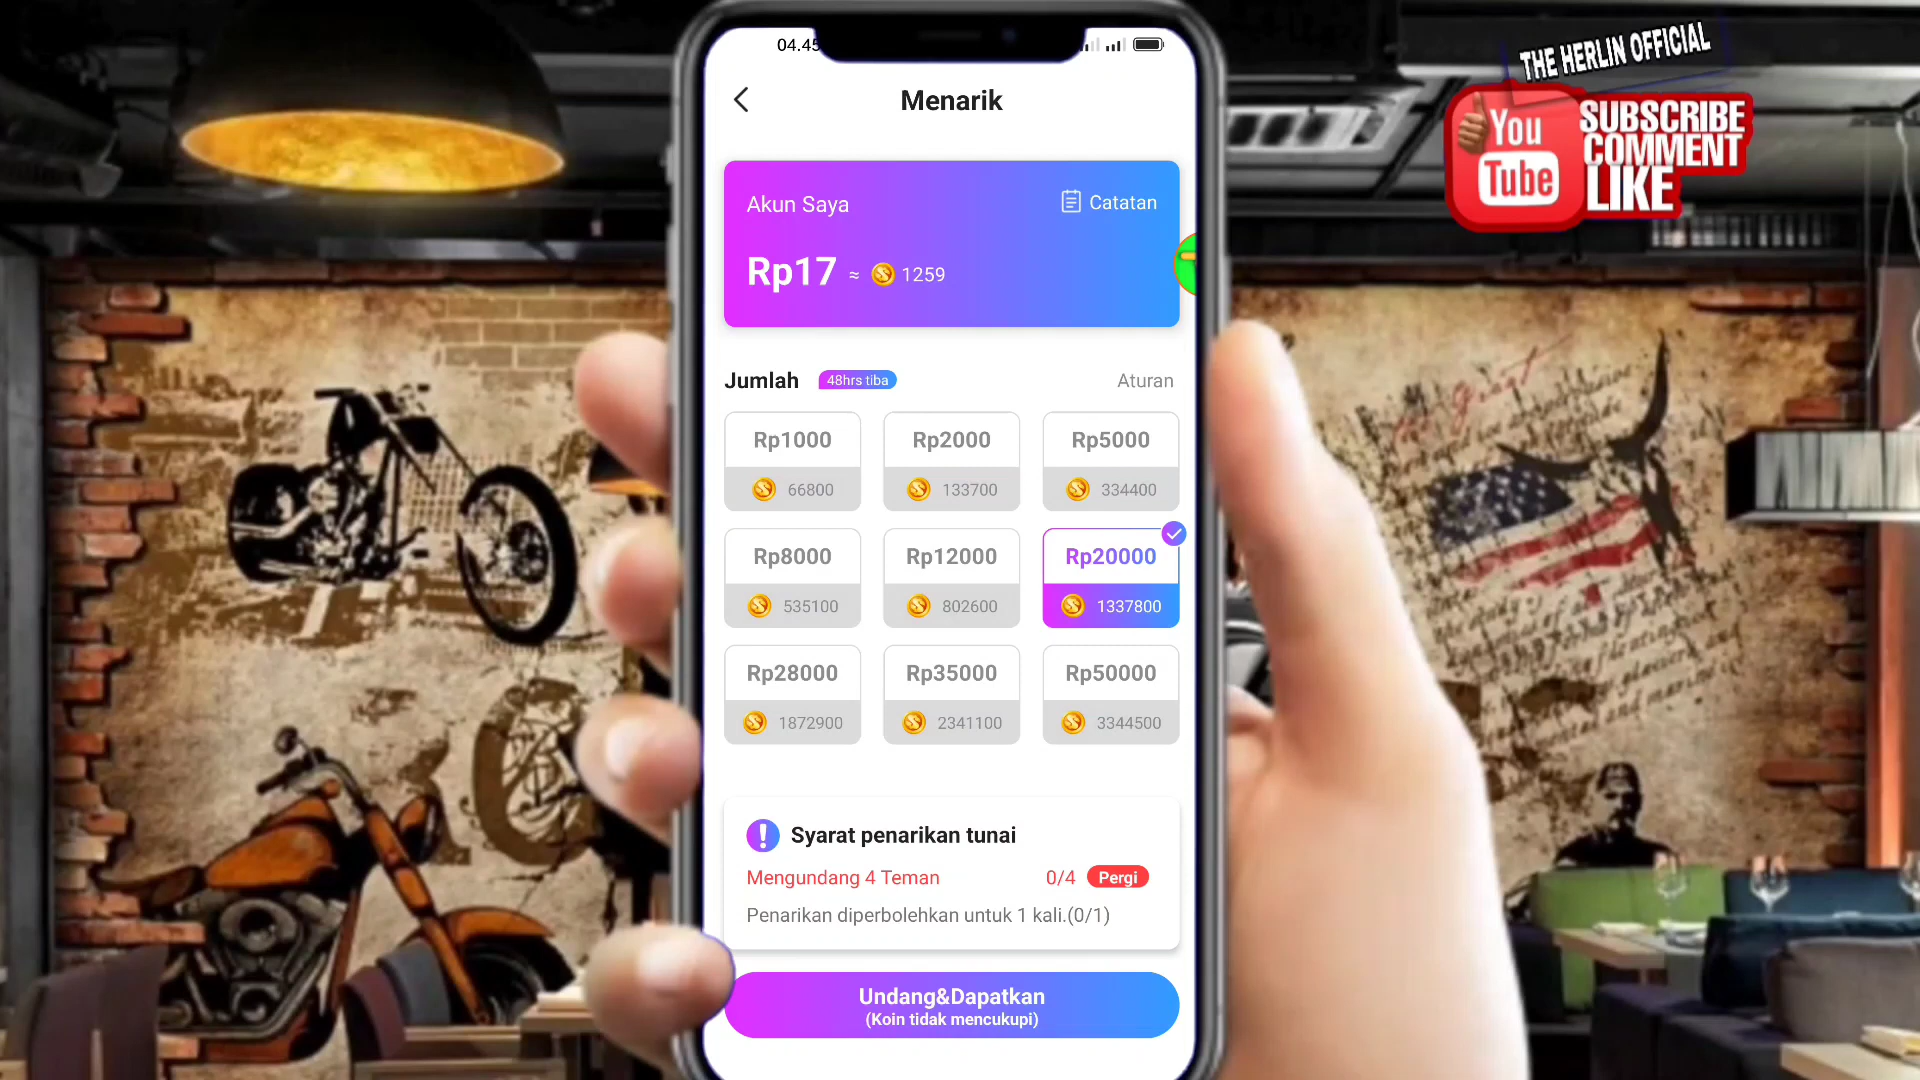 THE HERLIN OFFICIAL
You
Tube
SUBSCRIBE
COMMENT
LIKE
04.45
Menarik
Akun Saya
Catatan
Rp17 ≈ 1259
Jumlah 48hrs tiba Aturan
Rp1000 Rp2000 Rp5000
66800 133700 334400
Rp8000 Rp12000 Rp20000
535100 802600 1337800
Rp28000 Rp35000 Rp50000
1872900 2341100 3344500
Syarat penarikan tunai
Mengundang 4 Teman 0/4 Pergi
Penarikan diperbolehkan untuk 1 kali.(0/1)
Undang&Dapatkan
(Koin tidak mencukupi)